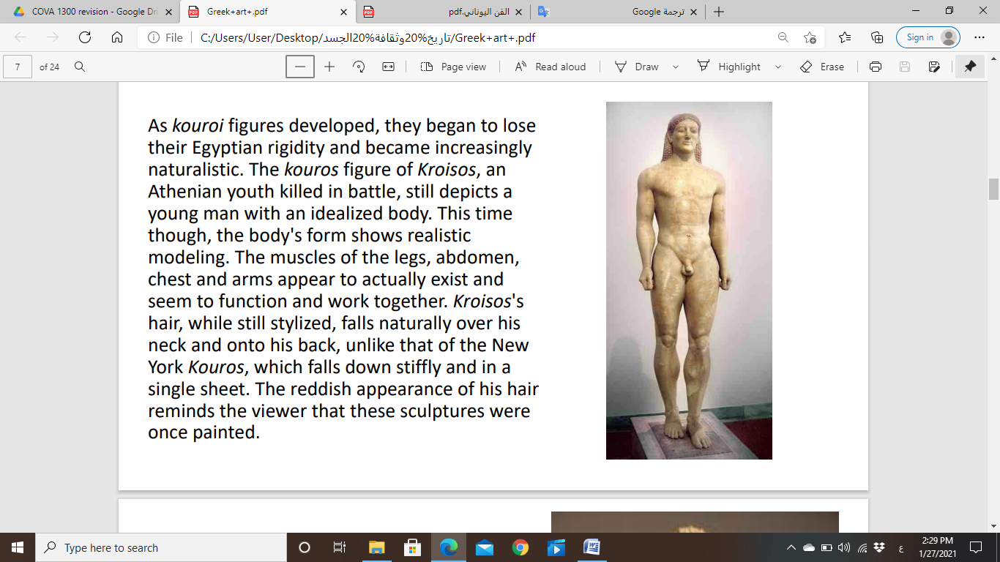 COVA 1300 revision - Google Dri
Greek+art+.pdf
الفن اليوناني.pdf
ترجمة Google
File
C:/Users/User/Desktop/تاريخ%20وثقافة%20الجسد/Greek+art+.pdf
Sign in
7
of 24
Page view
Read aloud
Draw
Highlight
Erase
As kouroi figures developed, they began to lose
their Egyptian rigidity and became increasingly
naturalistic. The kouros figure of Kroisos, an
Athenian youth killed in battle, still depicts a
young man with an idealized body. This time
though, the body's form shows realistic
modeling. The muscles of the legs, abdomen,
chest and arms appear to actually exist and
seem to function and work together. Kroisos's
hair, while still stylized, falls naturally over his
neck and onto his back, unlike that of the New
York Kouros, which falls down stiffly and in a
single sheet. The reddish appearance of his hair
reminds the viewer that these sculptures were
once painted.
Type here to search
ع
2:29 PM
1/27/2021